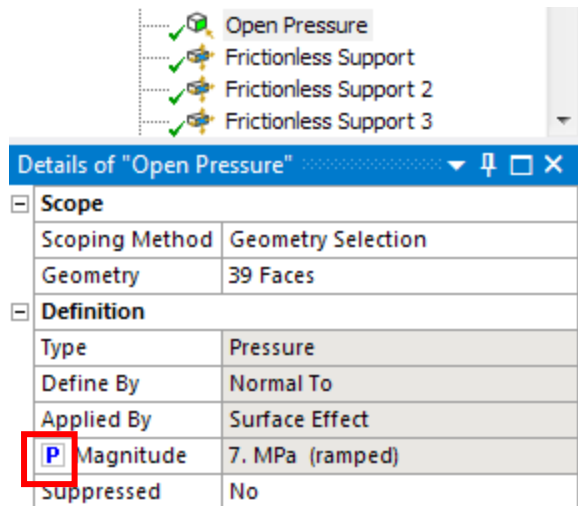 Open Pressure
Frictionless Support
Frictionless Support 2
Frictionless Support 3
Details of "Open Pressure"
Scope
Scoping Method Geometry Selection
Geometry 39 Faces
Definition
Type Pressure
Define By Normal To
Applied By Surface Effect
P Magnitude 7. MPa (ramped)
Suppressed No